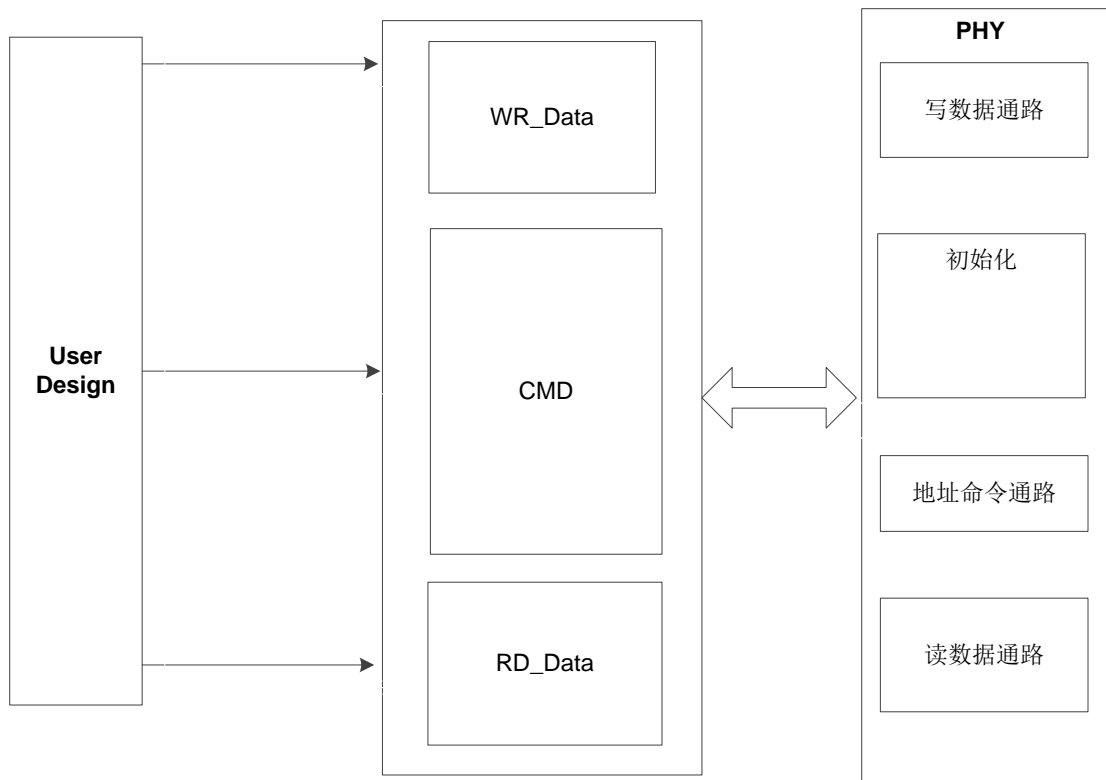 User
Design
WR_Data
CMD
RD_Data
PHY
写数据通路
初始化
地址命令通路
读数据通路